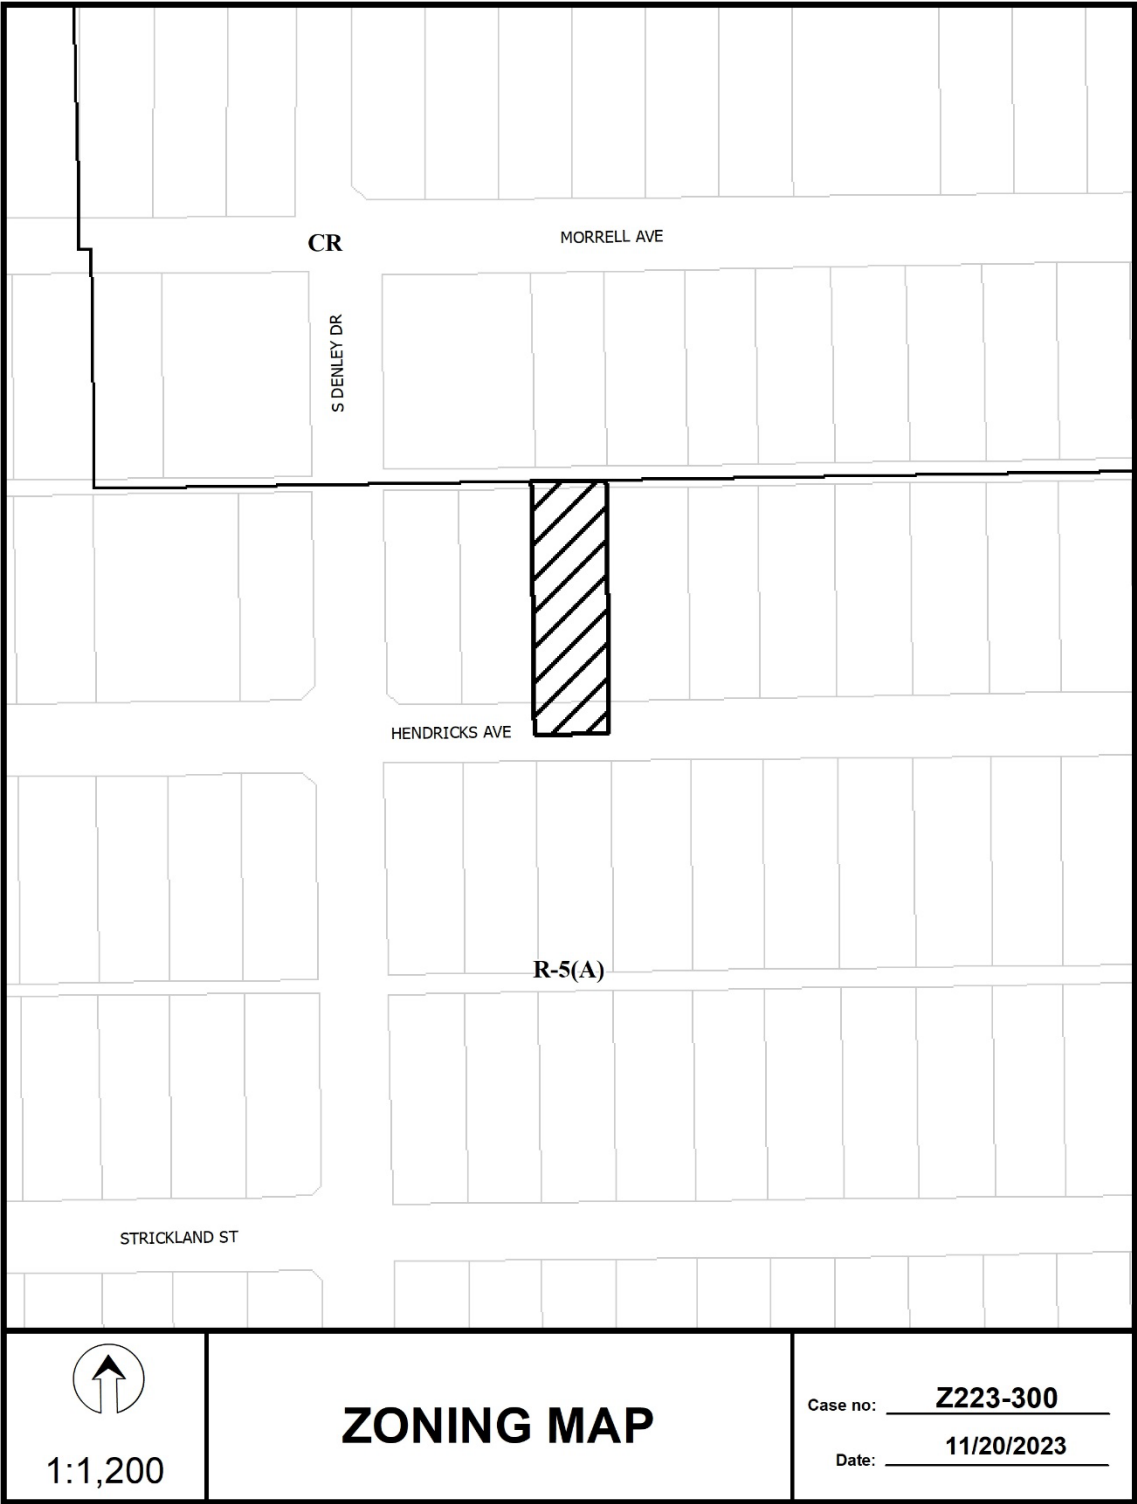 CR
MORRELL AVE
S DENLEY DR
HENDRICKS AVE
R-5(A)
STRICKLAND ST
1:1,200
ZONING MAP
Case no: Z223-300
Date: 11/20/2023